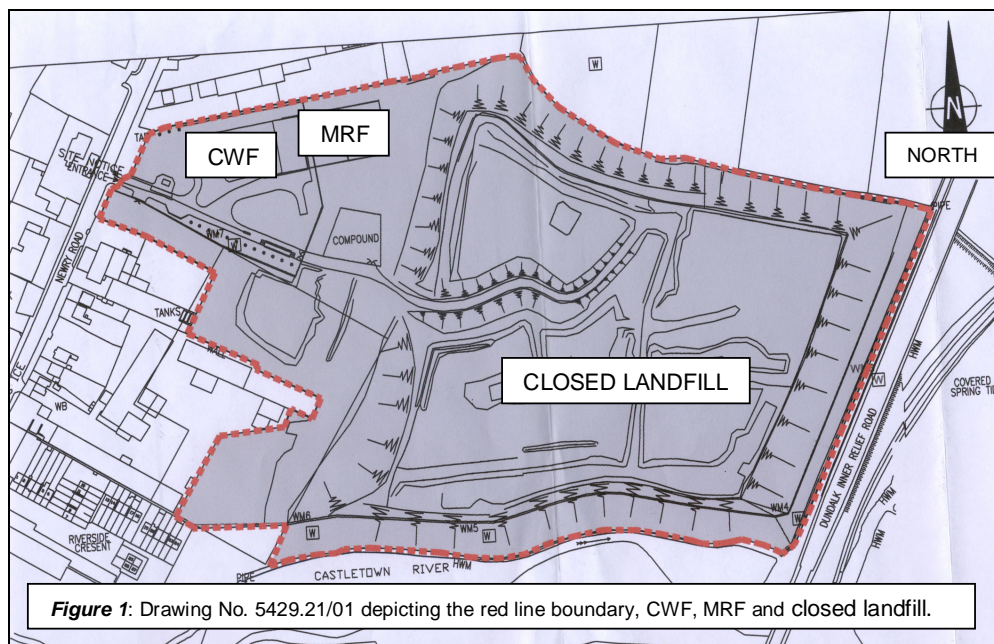 W
N
NORTH
MRF
CWF
SITE NOTICE
ENTRANCE
PIPE
WM7
W
COMPOUND
NEWRY ROAD
TANKS
WALL
CLOSED LANDFILL
HWM
W
COVERED
SPRING TI
WB
DUNDALK INNER RELIEF ROAD
WM6
W
WM5
W
WM4
W
HWM
HWM
RIVERSIDE
CRESENT
PIPE
CASTLETOWN RIVER
HWM
Figure 1: Drawing No. 5429.21/01 depicting the red line boundary, CWF, MRF and closed landfill.